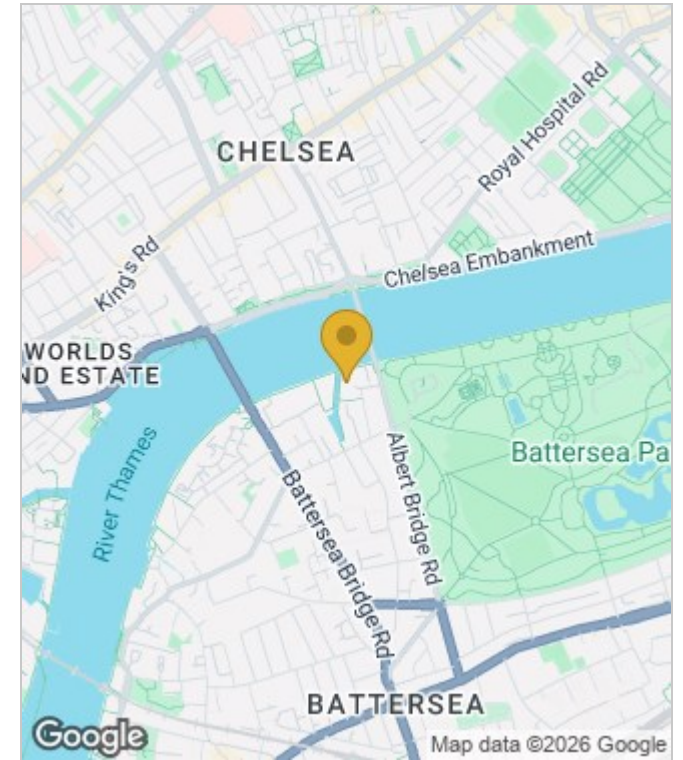 CHELSEA
Royal Hospital Rd
King's Rd
Chelsea Embankment
WORLDS
ND ESTATE
River Thames
Battersea Pa
Albert Bridge Rd
Battersea Bridge Rd
BATTERSEA
Google
Map data ©2026 Google